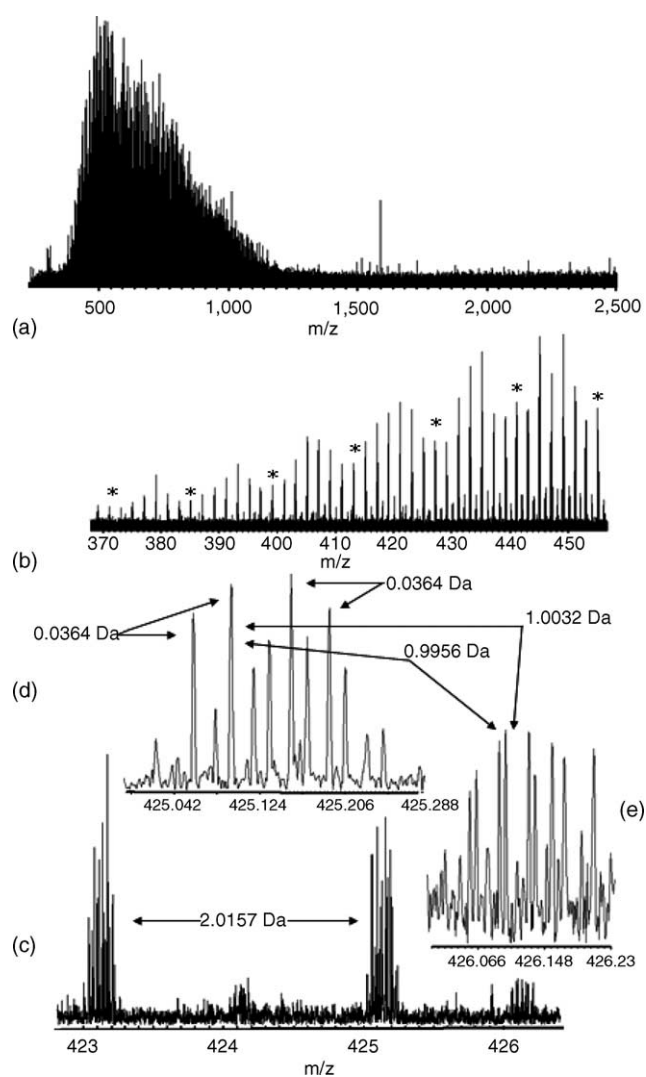 500 1,000 1,500 2,000 2,500
m/z
(a)
* * * * * * *
370 380 390 400 410 420 430 440 450
m/z
(b)
0.0364 Da
1.0032 Da
0.0364 Da
0.9956 Da
(d)
425.042 425.124 425.206 425.288
(e)
2.0157 Da
(c)
426.066 426.148 426.23
423 424 425 426
m/z